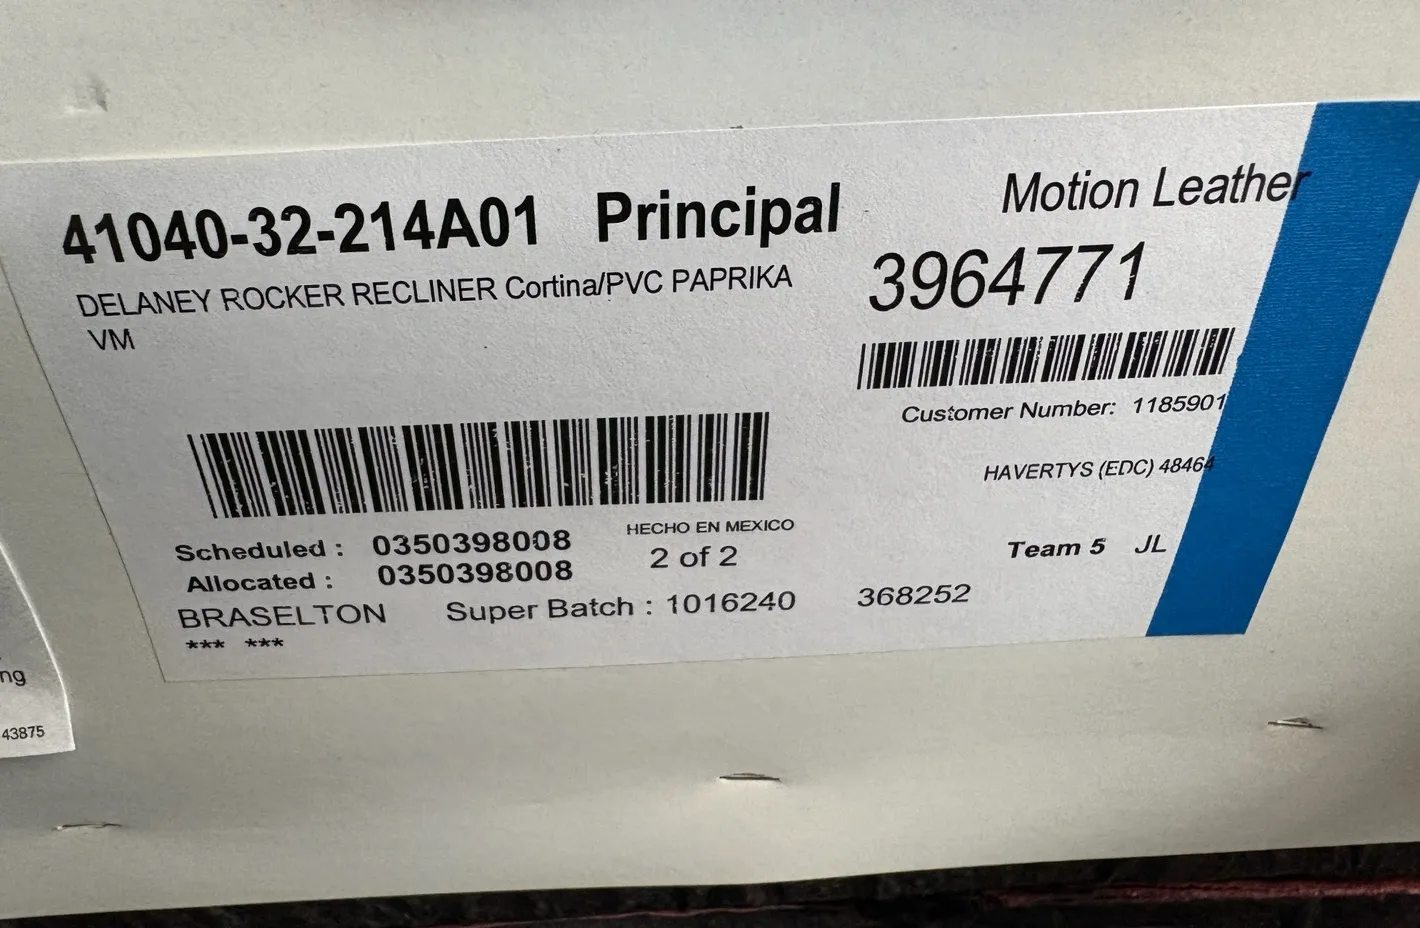 41040-32-214A01 Principal
Motion Leather
DELANEY ROCKER RECLINER Cortina/PVC PAPRIKA
VM
3964771
Customer Number: 1185901
HAVERTYS (EDC) 48464
Scheduled : 0350398008
HECHO EN MEXICO
Allocated : 0350398008
2 of 2
Team 5 JL
BRASELTON Super Batch : 1016240 368252
*** ***
ng
43875